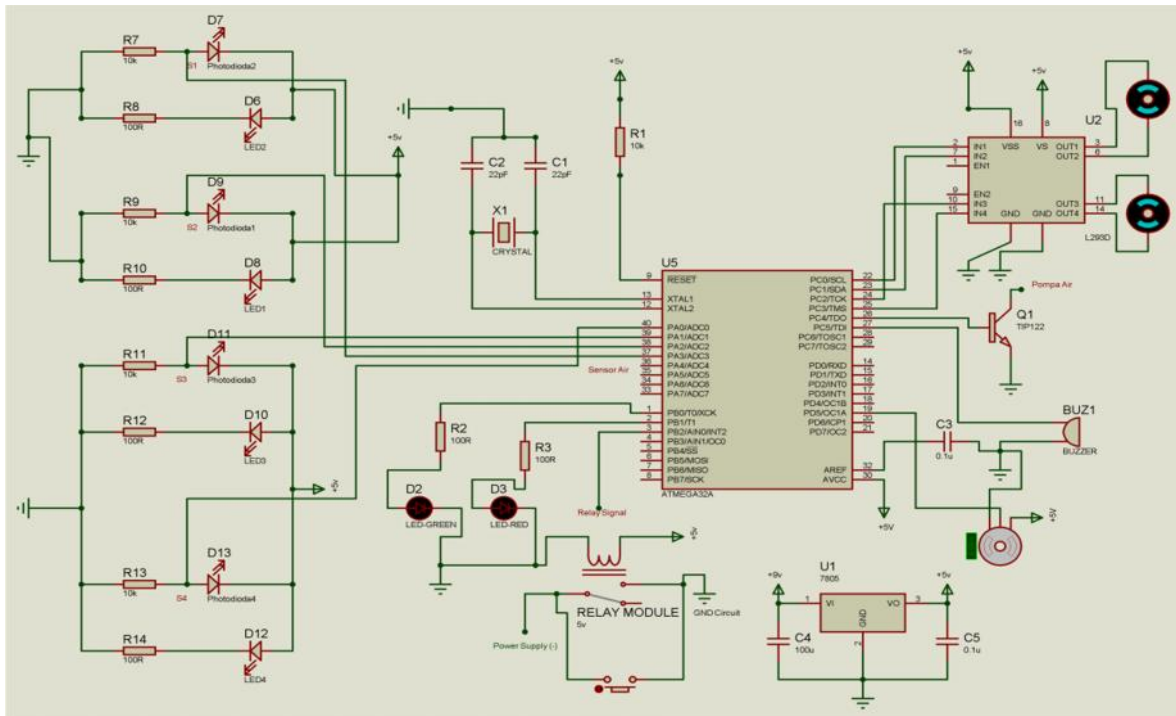 D7
R7
10k
S1
Photodioda2
R8
100R
D6
LED2
D9
R9
10k
S2
Photodioda1
R10
100R
D8
LED1
D11
R11
10k
S3
Photodioda3
R12
100R
D10
LED3
+5v
D13
R13
10k
S4
Photodioda4
R14
100R
D12
LED4
+5v
C2
22pF
C1
22pF
X1
CRYSTAL
+5v
R1
10k
U5
9 RESET
13 XTAL1
12 XTAL2
40 PA0/ADC0
39 PA1/ADC1
38 PA2/ADC2
37 PA3/ADC3
36 PA4/ADC4
35 PA5/ADC5
34 PA6/ADC6
33 PA7/ADC7
Sensor Air
1 PB0/T0/XCK
2 PB1/T1
3 PB2/AIN0/INT2
4 PB3/AIN1/OC0
5 PB4/SS
6 PB5/MOSI
7 PB6/MISO
8 PB7/SCK
ATMEGA32A
PC0/SCL 22
PC1/SDA 23
PC2/TCK 24
PC3/TMS 25
PC4/TDO 26
PC5/TDI 27
PC6/TOSC1 28
PC7/TOSC2 29
PD0/RXD 14
PD1/TXD 15
PD2/INT0 16
PD3/INT1 17
PD4/OC1B 18
PD5/OC1A 19
PD6/ICP1 20
PD7/OC2 21
AREF 32
AVCC 30
+5V
R2
100R
R3
100R
D2
LED-GREEN
D3
LED-RED
Relay Signal
+5v
RELAY MODULE
5v
GND Circuit
Power Supply (-)
+5v
+5v
U2
16
8
VSS
VS
2 IN1
7 IN2
1 EN1
9 EN2
10 IN3
15 IN4
OUT1 3
OUT2 6
OUT3 11
OUT4 14
GND
GND
L293D
Pompa Air
Q1
TIP122
BUZ1
BUZZER
C3
0.1u
+5V
U1
7805
+9v
+5v
1
VI
VO
3
GND
2
C4
100u
C5
0.1u